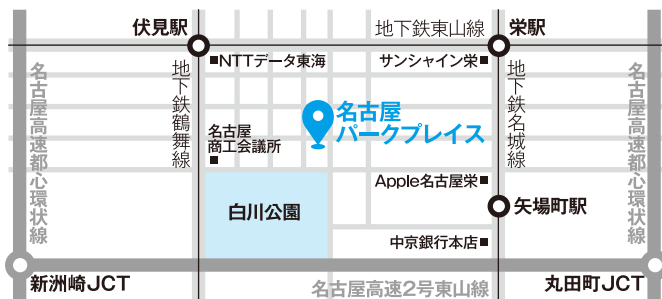 伏見駅
地下鉄東山線
栄駅
■NTTデータ東海
サンシャイン栄■
名古屋高速都心環状線
地下鉄鶴舞線
地下鉄名城線
名古屋高速都心環状線
名古屋
パークプレイス
名古屋
商工会議所
■
Apple名古屋栄■
白川公園
矢場町駅
中京銀行本店■
新洲崎JCT
名古屋高速2号東山線
丸田町JCT